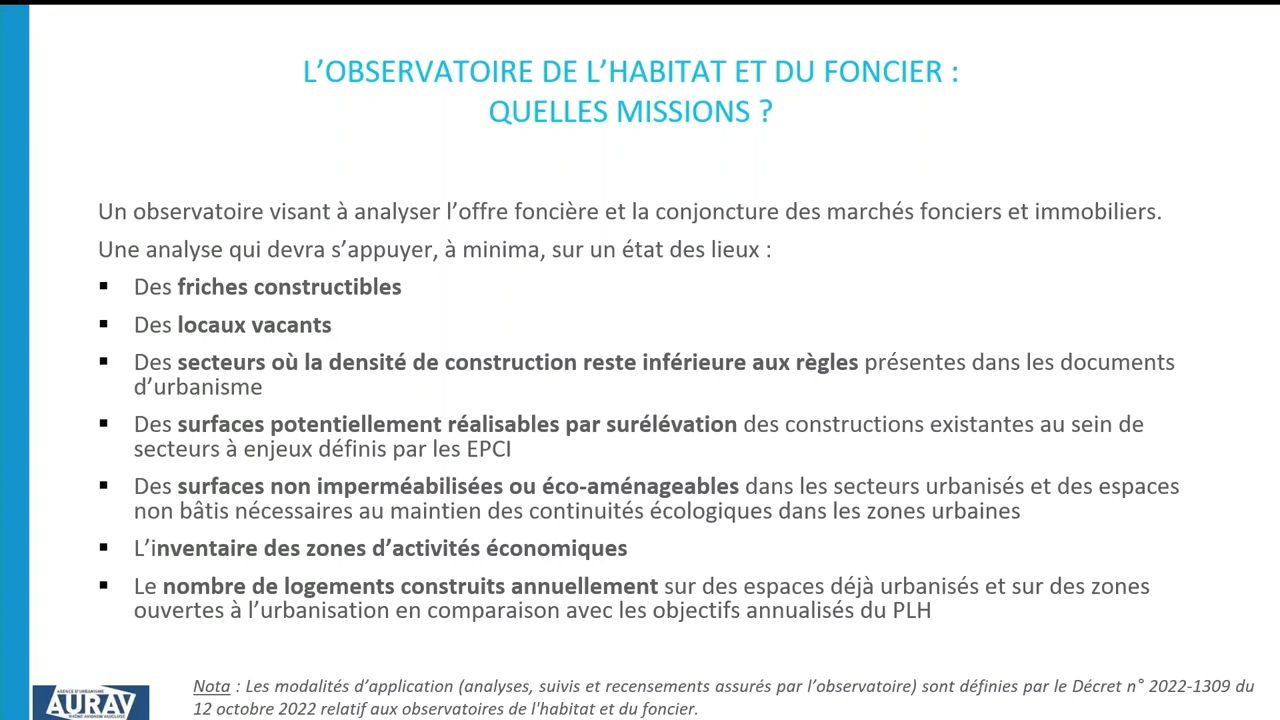 L’OBSERVATOIRE DE L’HABITAT ET DU FONCIER :
QUELLES MISSIONS ?
Un observatoire visant à analyser l’offre foncière et la conjoncture des marchés fonciers et immobiliers.
Une analyse qui devra s’appuyer, à minima, sur un état des lieux :
▪ Des friches constructibles
▪ Des locaux vacants
▪ Des secteurs où la densité de construction reste inférieure aux règles présentes dans les documents
d’urbanisme
▪ Des surfaces potentiellement réalisables par surélévation des constructions existantes au sein de
secteurs à enjeux définis par les EPCI
▪ Des surfaces non imperméabilisées ou éco-aménageables dans les secteurs urbanisés et des espaces
non bâtis nécessaires au maintien des continuités écologiques dans les zones urbaines
▪ L’inventaire des zones d’activités économiques
▪ Le nombre de logements construits annuellement sur des espaces déjà urbanisés et sur des zones
ouvertes à l’urbanisation en comparaison avec les objectifs annualisés du PLH
Nota : Les modalités d’application (analyses, suivis et recensements assurés par l’observatoire) sont définies par le Décret n° 2022-1309 du
12 octobre 2022 relatif aux observatoires de l'habitat et du foncier.
AGENCE D'URBANISME
AURAV
RHÔNE AVIGNON VAUCLUSE